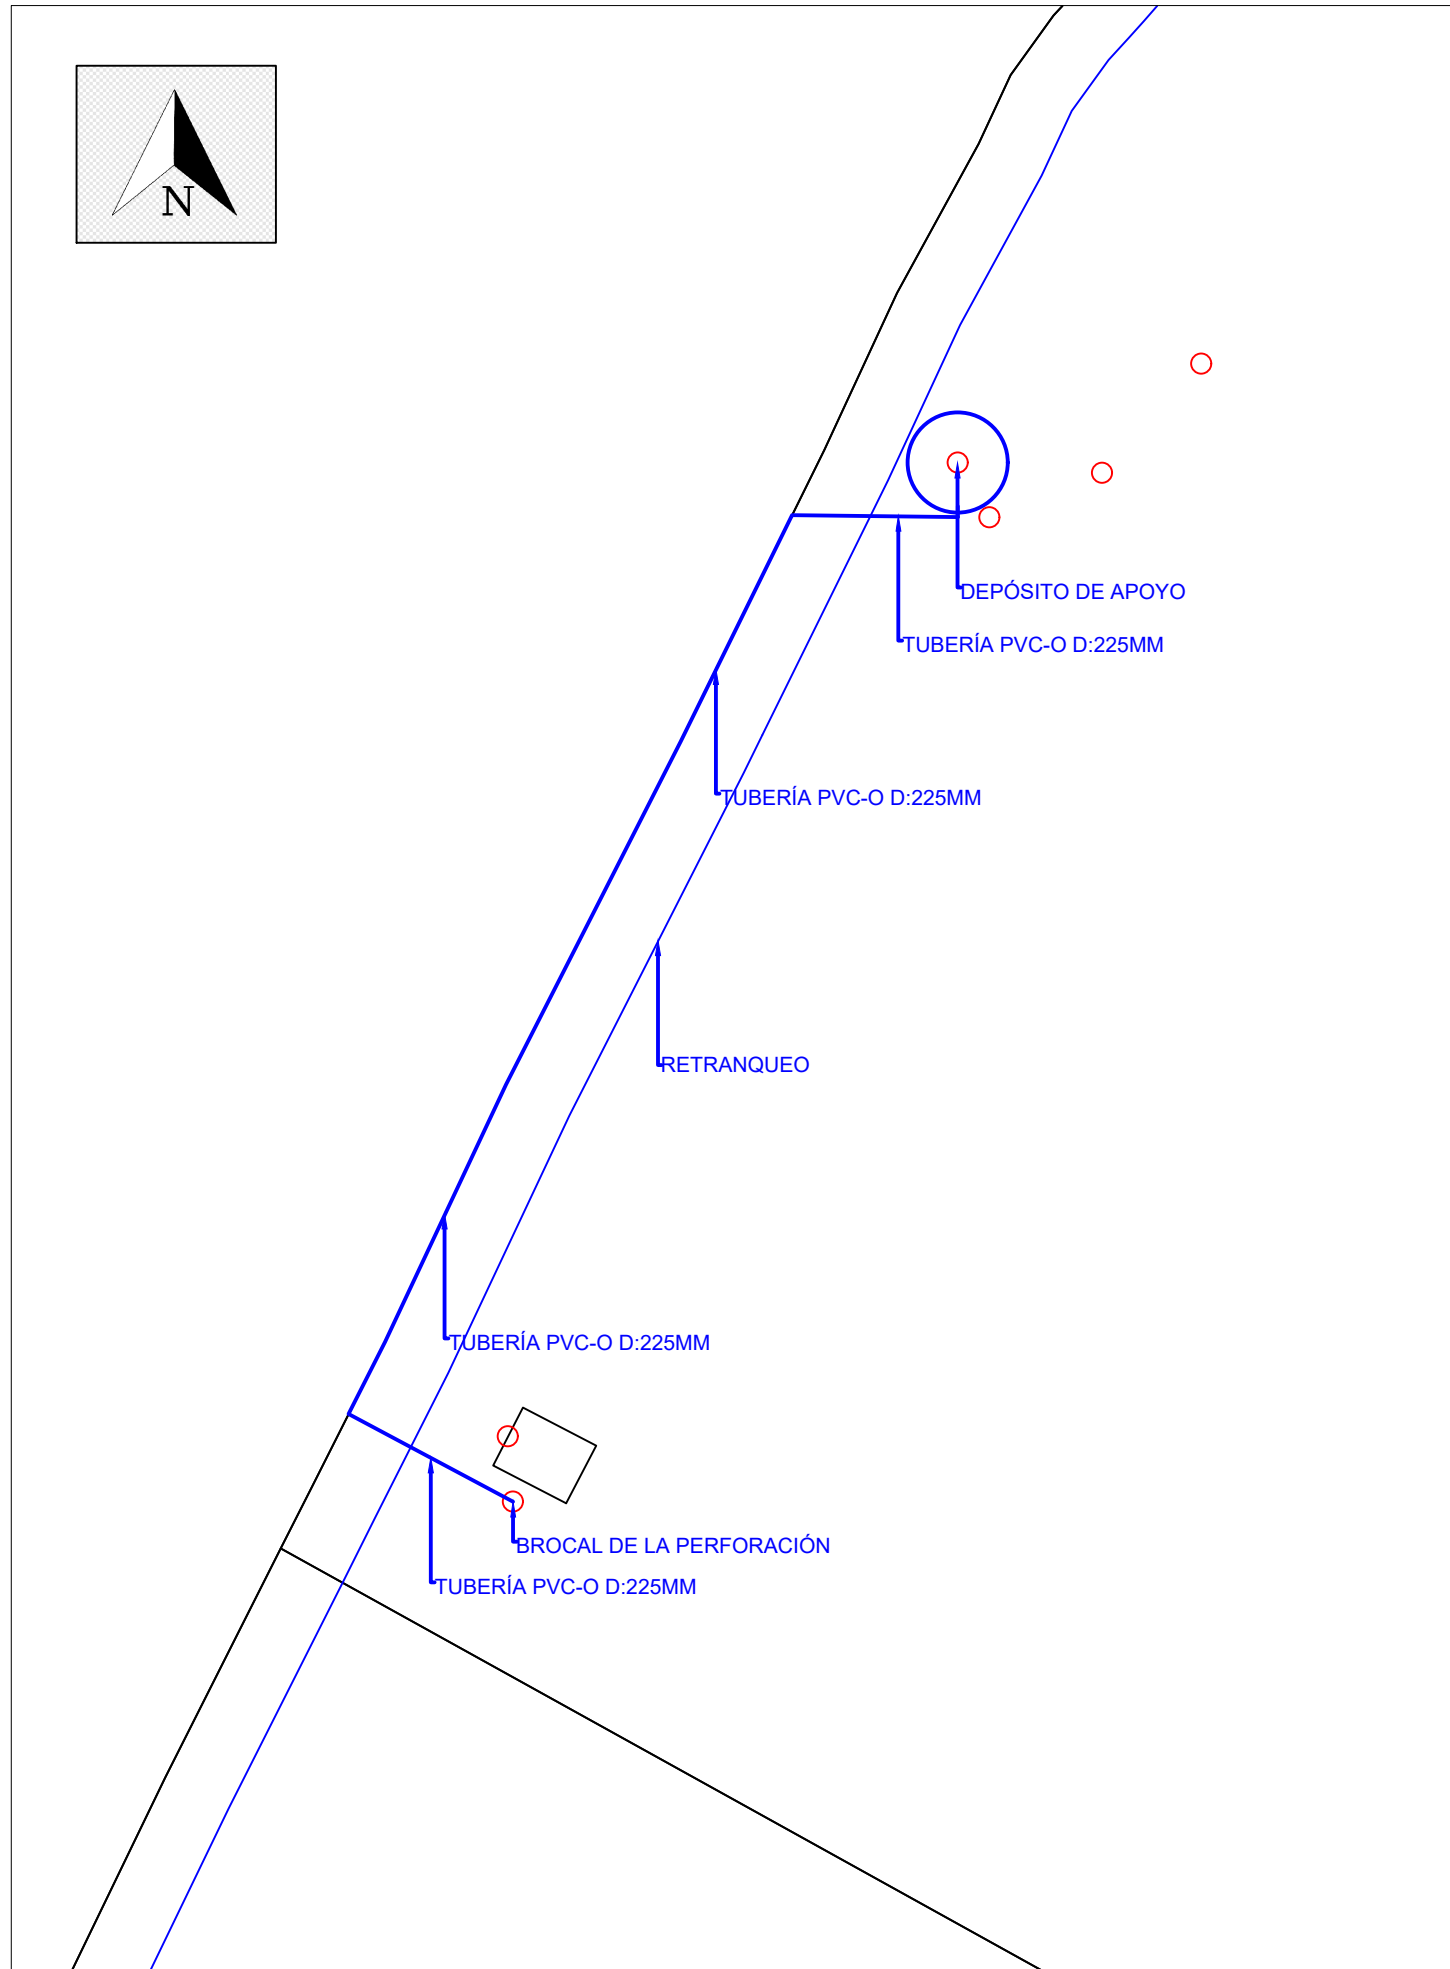 N
DEPÓSITO DE APOYO
TUBERÍA PVC-O D:225MM
TUBERÍA PVC-O D:225MM
RETRANQUEO
TUBERÍA PVC-O D:225MM
BROCAL DE LA PERFORACIÓN
TUBERÍA PVC-O D:225MM